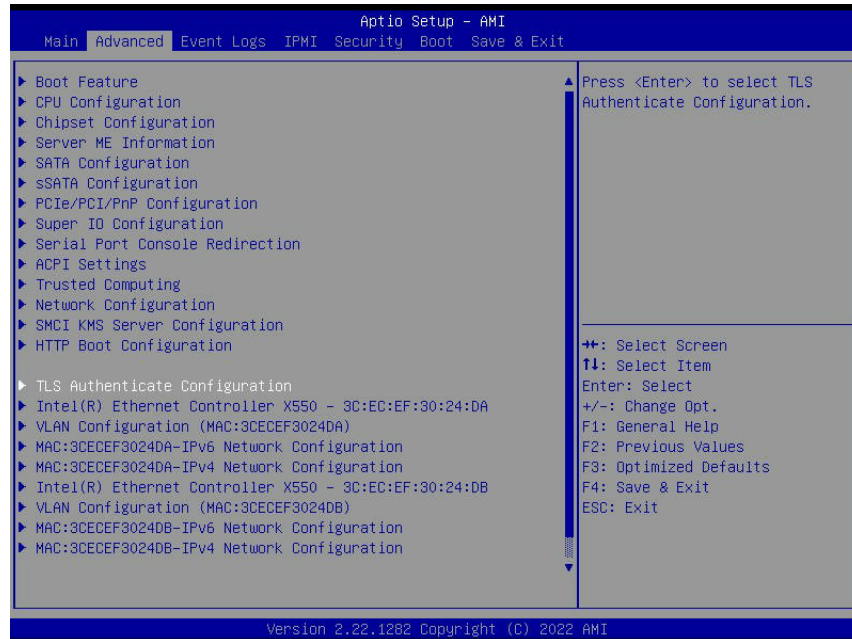 Aptio Setup – AMI
Main Advanced Event Logs IPMI Security Boot Save & Exit
Boot Feature
CPU Configuration
Chipset Configuration
Server ME Information
SATA Configuration
sSATA Configuration
PCIe/PCI/PnP Configuration
Super IO Configuration
Serial Port Console Redirection
ACPI Settings
Trusted Computing
Network Configuration
SMCI KMS Server Configuration
HTTP Boot Configuration
TLS Authenticate Configuration
Intel(R) Ethernet Controller X550 – 3C:EC:EF:30:24:DA
VLAN Configuration (MAC:3CECEF3024DA)
MAC:3CECEF3024DA-IPv6 Network Configuration
MAC:3CECEF3024DA-IPv4 Network Configuration
Intel(R) Ethernet Controller X550 – 3C:EC:EF:30:24:DB
VLAN Configuration (MAC:3CECEF3024DB)
MAC:3CECEF3024DB-IPv6 Network Configuration
MAC:3CECEF3024DB-IPv4 Network Configuration
Press <Enter> to select TLS
Authenticate Configuration.
→←: Select Screen
↑↓: Select Item
Enter: Select
+/-: Change Opt.
F1: General Help
F2: Previous Values
F3: Optimized Defaults
F4: Save & Exit
ESC: Exit
Version 2.22.1282 Copyright (C) 2022 AMI